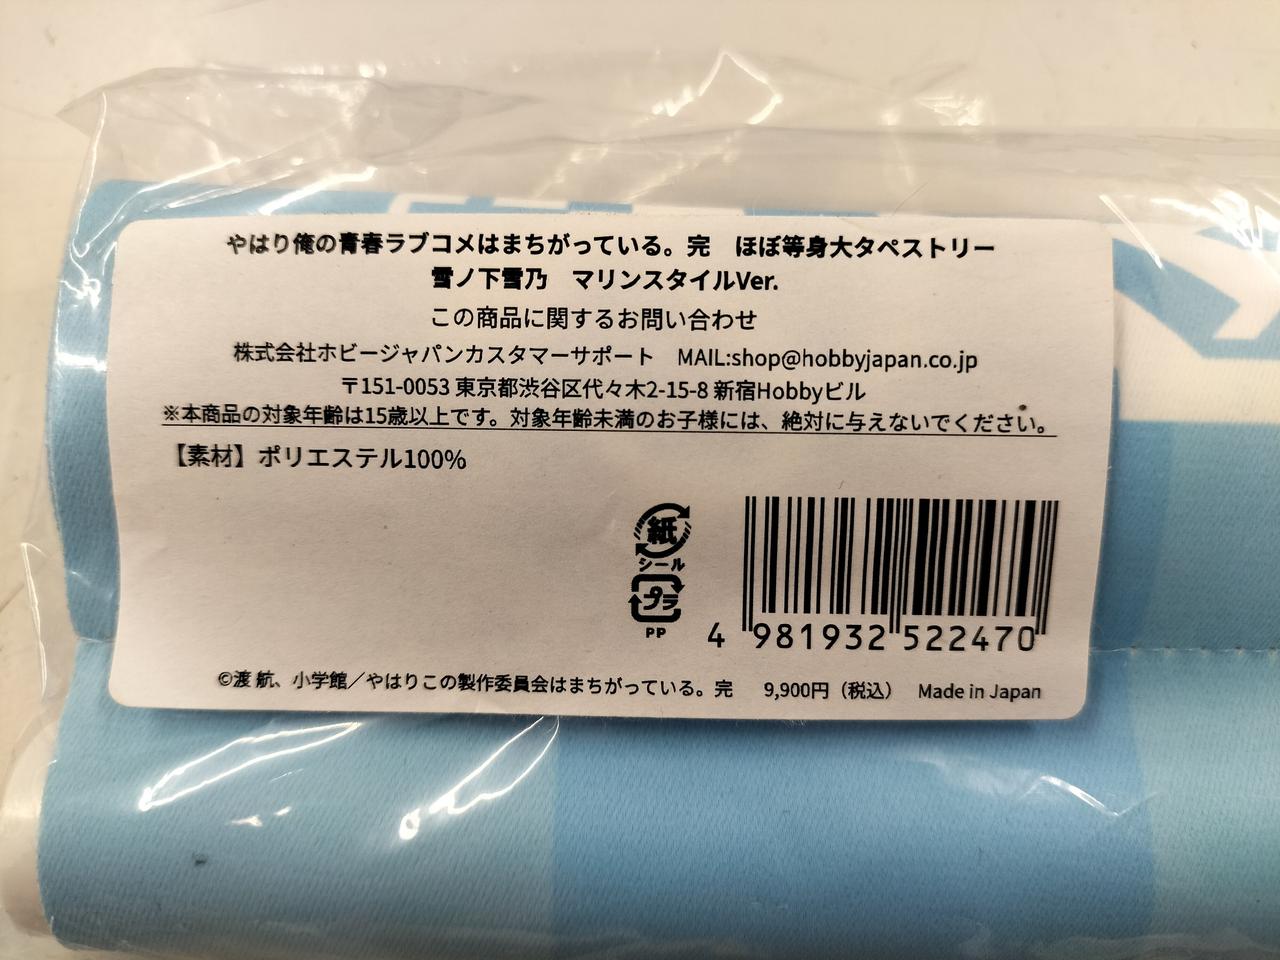 やはり俺の青春ラブコメはまちがっている。完　ほぼ等身大タペストリー
雪ノ下雪乃　マリンスタイルVer.
この商品に関するお問い合わせ
株式会社ホビージャパンカスタマーサポート　MAIL:shop@hobbyjapan.co.jp
〒151-0053 東京都渋谷区代々木2-15-8 新宿Hobbyビル
※本商品の対象年齢は15歳以上です。対象年齢未満のお子様には、絶対に与えないでください。
【素材】ポリエステル100%
紙
シール
プラ
PP
4 981932 522470
©渡 航、小学館／やはりこの製作委員会はまちがっている。完　9,900円（税込）　Made in Japan